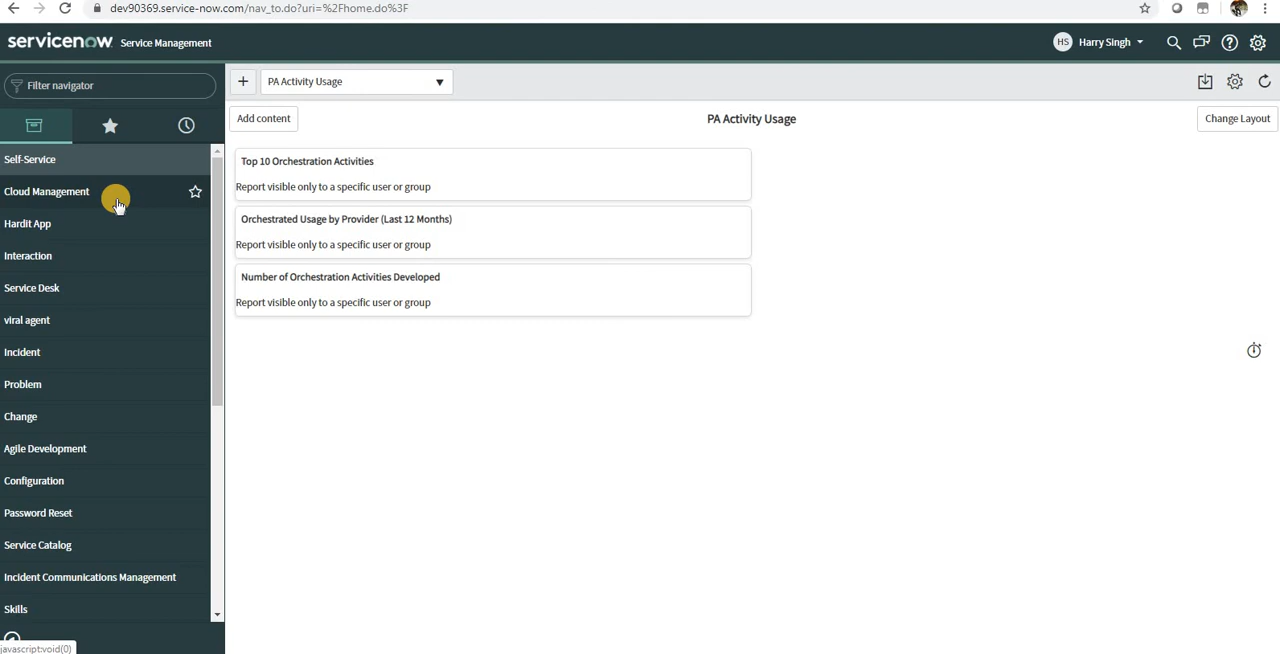 dev90369.service-now.com/nav_to.do?uri=%2Fhome.do%3F
servicenow Service Management
HS Harry Singh
Filter navigator
PA Activity Usage
Add content
PA Activity Usage
Change Layout
Self-Service
Cloud Management
Hardit App
Interaction
Service Desk
viral agent
Incident
Problem
Change
Agile Development
Configuration
Password Reset
Service Catalog
Incident Communications Management
Skills
Top 10 Orchestration Activities
Report visible only to a specific user or group
Orchestrated Usage by Provider (Last 12 Months)
Report visible only to a specific user or group
Number of Orchestration Activities Developed
Report visible only to a specific user or group
javascript:void(0)